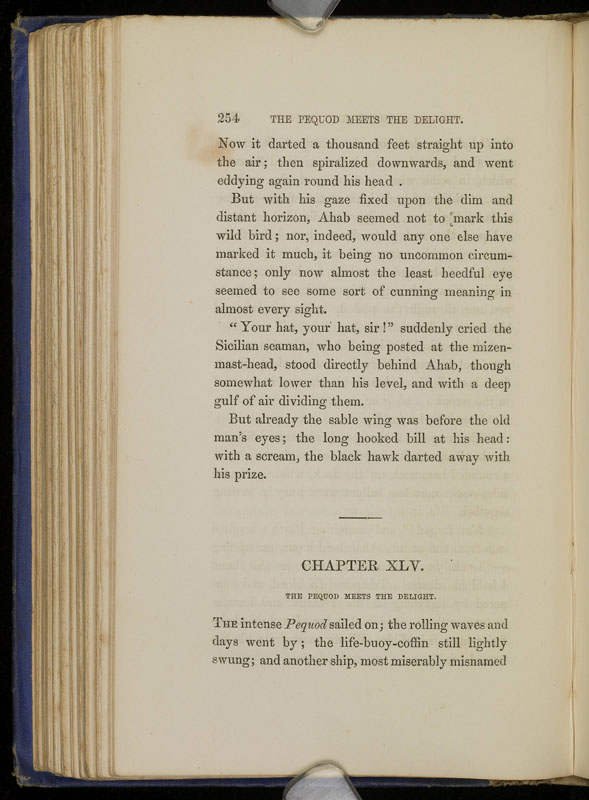 254 THE PEQUOD MEETS THE DELIGHT.
Now it darted a thousand feet straight up into
the air; then spiralized downwards, and went
eddying again round his head .
But with his gaze fixed upon the dim and
distant horizon, Ahab seemed not to mark this
wild bird; nor, indeed, would any one else have
marked it much, it being no uncommon circum-
stance; only now almost the least heedful eye
seemed to see some sort of cunning meaning in
almost every sight.
“Your hat, your hat, sir!” suddenly cried the
Sicilian seaman, who being posted at the mizen-
mast-head, stood directly behind Ahab, though
somewhat lower than his level, and with a deep
gulf of air dividing them.
But already the sable wing was before the old
man's eyes; the long hooked bill at his head:
with a scream, the black hawk darted away with
his prize.
CHAPTER XLV.
THE PEQUOD MEETS THE DELIGHT.
THE intense Pequod sailed on; the rolling waves and
days went by; the life-buoy-coffin still lightly
swung; and another ship, most miserably misnamed